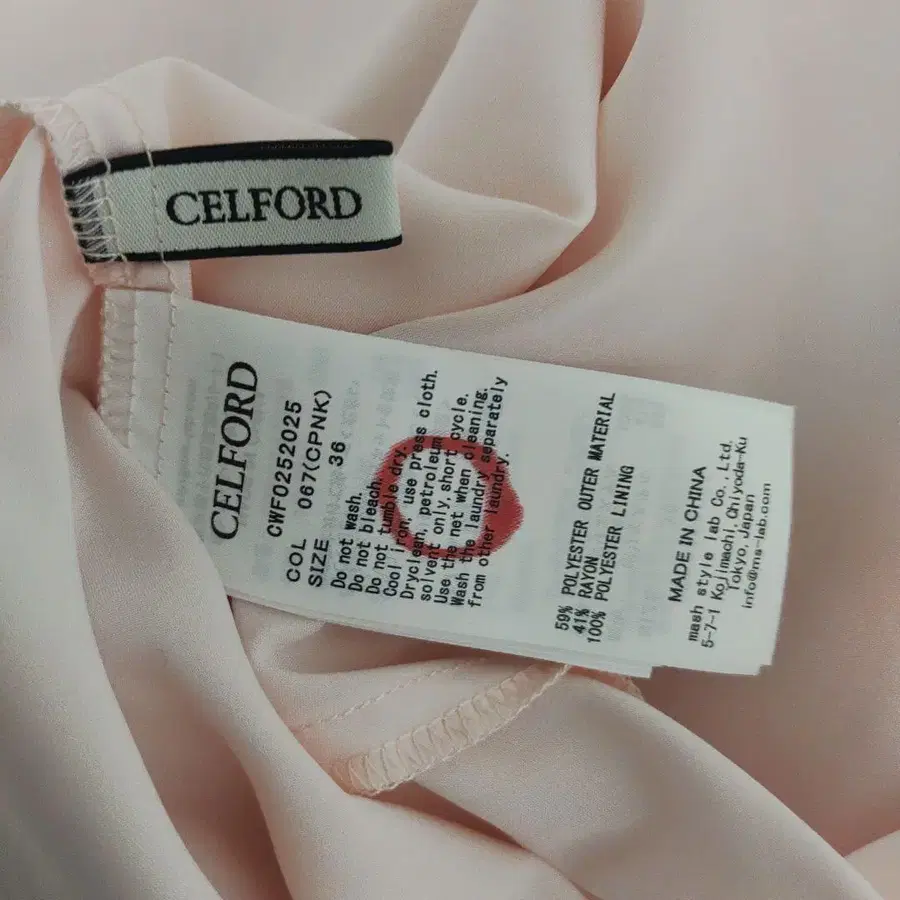 CELFORD
CELFORD
CWFO252025
COL 067(CPNK)
SIZE 36
Do not wash.
Do not bleach.
Do not tumble dry.
Cool iron, use press cloth.
Dryclean, petroleum
solvent only, short cycle.
Use the net when cleaning.
Wash the laundry separately
from other laundry.
59% POLYESTER OUTER MATERIAL
41% RAYON
100% POLYESTER LINING
MADE IN CHINA
mash style lab Co., Ltd.
5-7-1 Kojimachi, Chiyoda-Ku
Tokyo, Japan
info@ms-lab.com